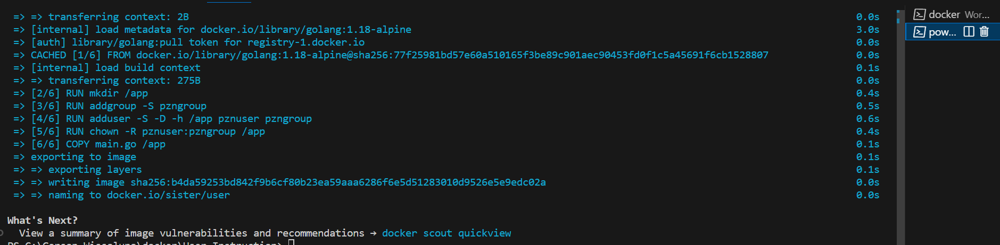 => => transferring context: 2B 0.0s
=> [internal] load metadata for docker.io/library/golang:1.18-alpine 3.0s
=> [auth] library/golang:pull token for registry-1.docker.io 0.0s
=> CACHED [1/6] FROM docker.io/library/golang:1.18-alpine@sha256:77f25981bd57e60a510165f3be89c901aec90453fd0f1c5a45691f6cb1528807 0.0s
=> [internal] load build context 0.1s
=> => transferring context: 275B 0.0s
=> [2/6] RUN mkdir /app 0.4s
=> [3/6] RUN addgroup -S pzngroup 0.5s
=> [4/6] RUN adduser -S -D -h /app pznuser pzngroup 0.6s
=> [5/6] RUN chown -R pznuser:pzngroup /app 0.4s
=> [6/6] COPY main.go /app 0.1s
=> exporting to image 0.1s
=> => exporting layers 0.1s
=> => writing image sha256:b4da59253bd842f9b6cf80b23ea59aaa6286f6e5d51283010d9526e5e9edc02a 0.0s
=> => naming to docker.io/sister/user 0.0s
What's Next?
View a summary of image vulnerabilities and recommendations → docker scout quickview
docker Wor...
pow...